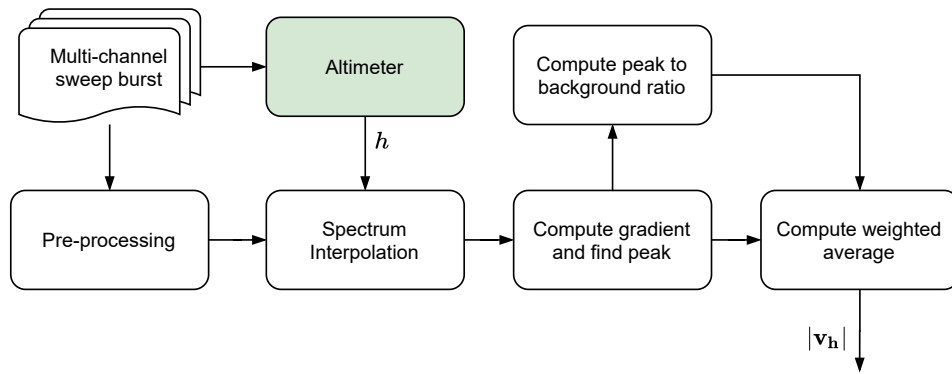 Multi-channel
sweep burst
Altimeter
Compute peak to
background ratio
h
Pre-processing
Spectrum
Interpolation
Compute gradient
and find peak
Compute weighted
average
|v_h|